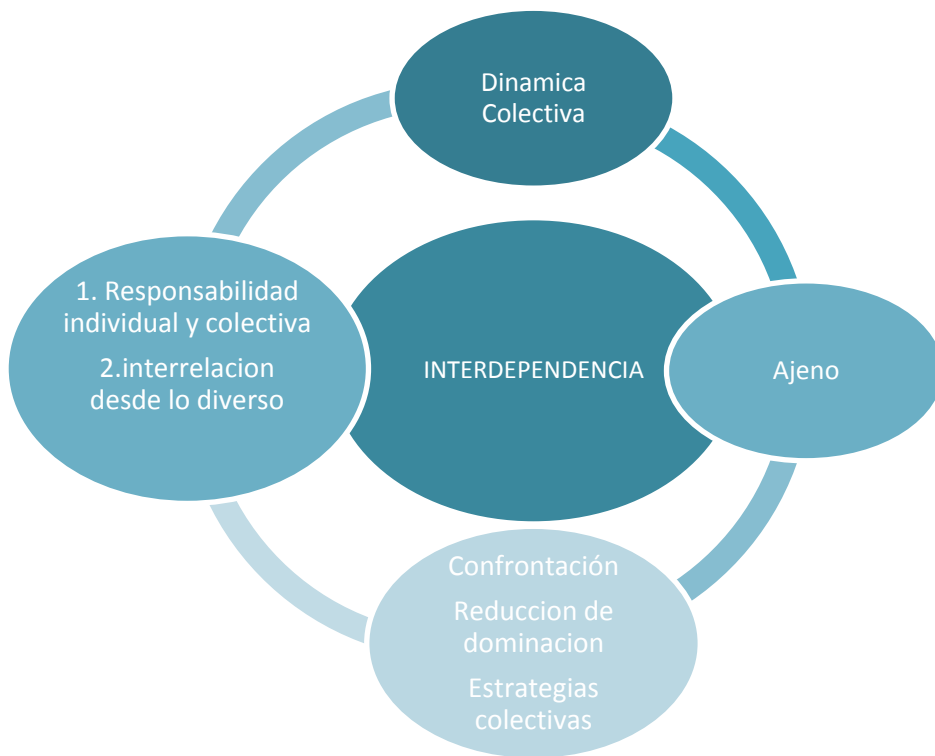 Dinamica
Colectiva
1. Responsabilidad
individual y colectiva
2.interrelacion
desde lo diverso
INTERDEPENDENCIA
Ajeno
Confrontación
Reduccion de
dominacion
Estrategias
colectivas